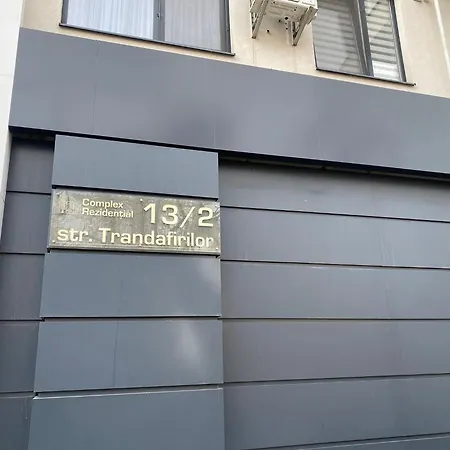 Complex
Rezidential 13/2
str. Trandafirilor